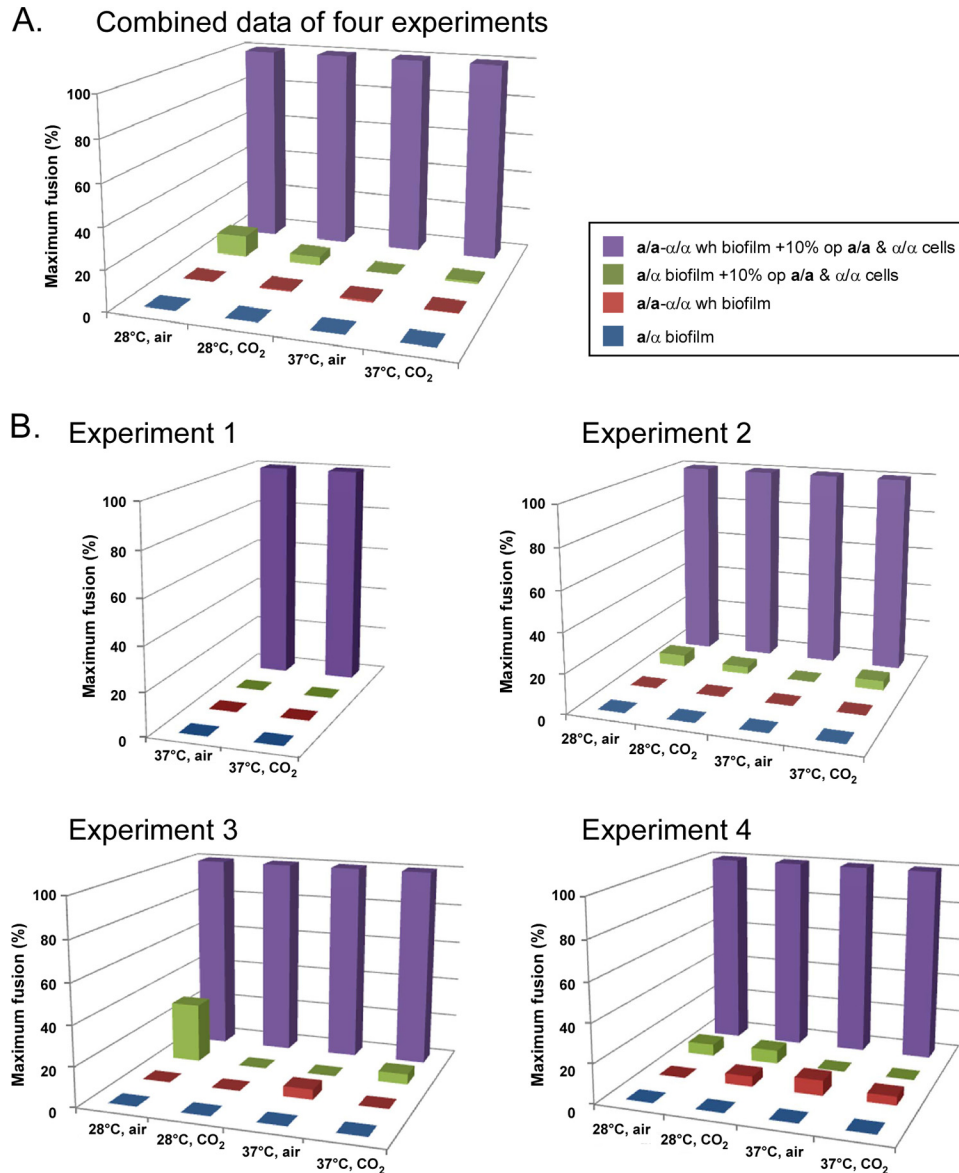 A. Combined data of four experiments
Maximum fusion (%)
100
80
60
40
20
0
28°C, air
28°C, CO₂
37°C, air
37°C, CO₂
a/a-α/α wh biofilm +10% op a/a & α/α cells
a/α biofilm +10% op a/a & α/α cells
a/a-α/α wh biofilm
a/α biofilm
B. Experiment 1
Maximum fusion (%)
100
80
60
40
20
0
37°C, air
37°C, CO₂
Experiment 2
Maximum fusion (%)
100
80
60
40
20
0
28°C, air
28°C, CO₂
37°C, air
37°C, CO₂
Experiment 3
Maximum fusion (%)
100
80
60
40
20
0
28°C, air
28°C, CO₂
37°C, air
37°C, CO₂
Experiment 4
Maximum fusion (%)
100
80
60
40
20
0
28°C, air
28°C, CO₂
37°C, air
37°C, CO₂